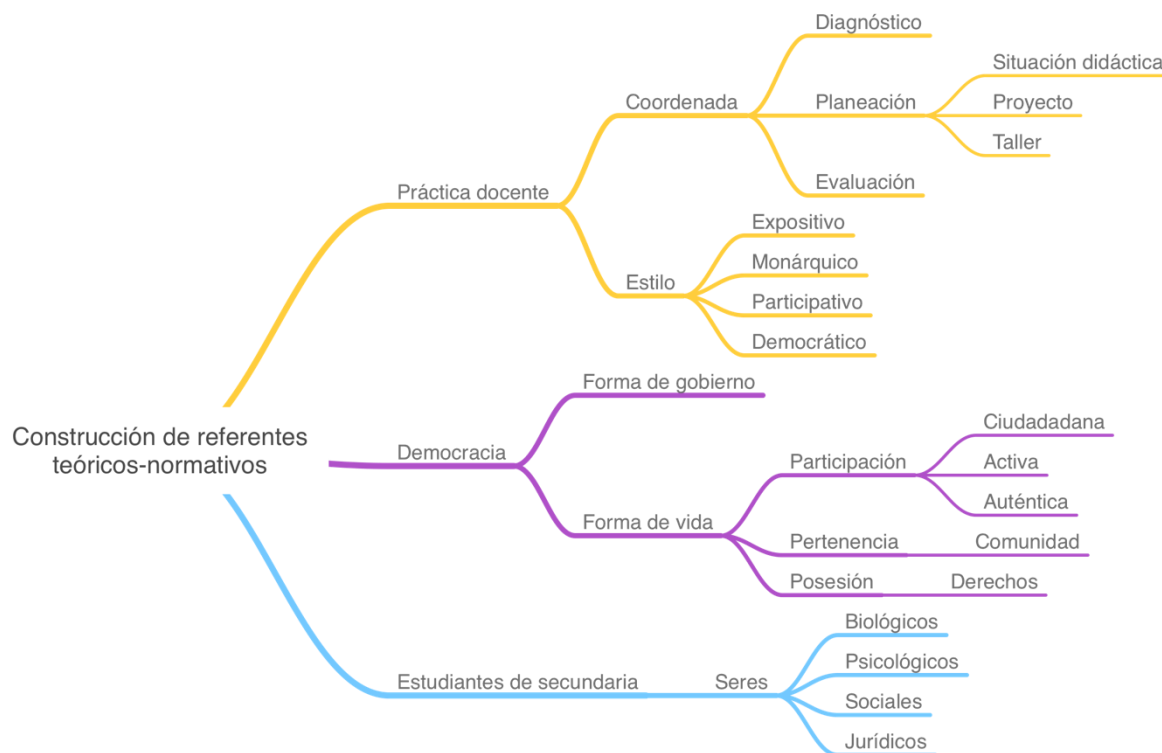 Construcción de referentes
teóricos-normativos
Práctica docente
Coordenada
Diagnóstico
Planeación
Situación didáctica
Proyecto
Taller
Evaluación
Estilo
Expositivo
Monárquico
Participativo
Democrático
Democracia
Forma de gobierno
Forma de vida
Participación
Ciudadadana
Activa
Auténtica
Pertenencia
Comunidad
Posesión
Derechos
Estudiantes de secundaria
Seres
Biológicos
Psicológicos
Sociales
Jurídicos